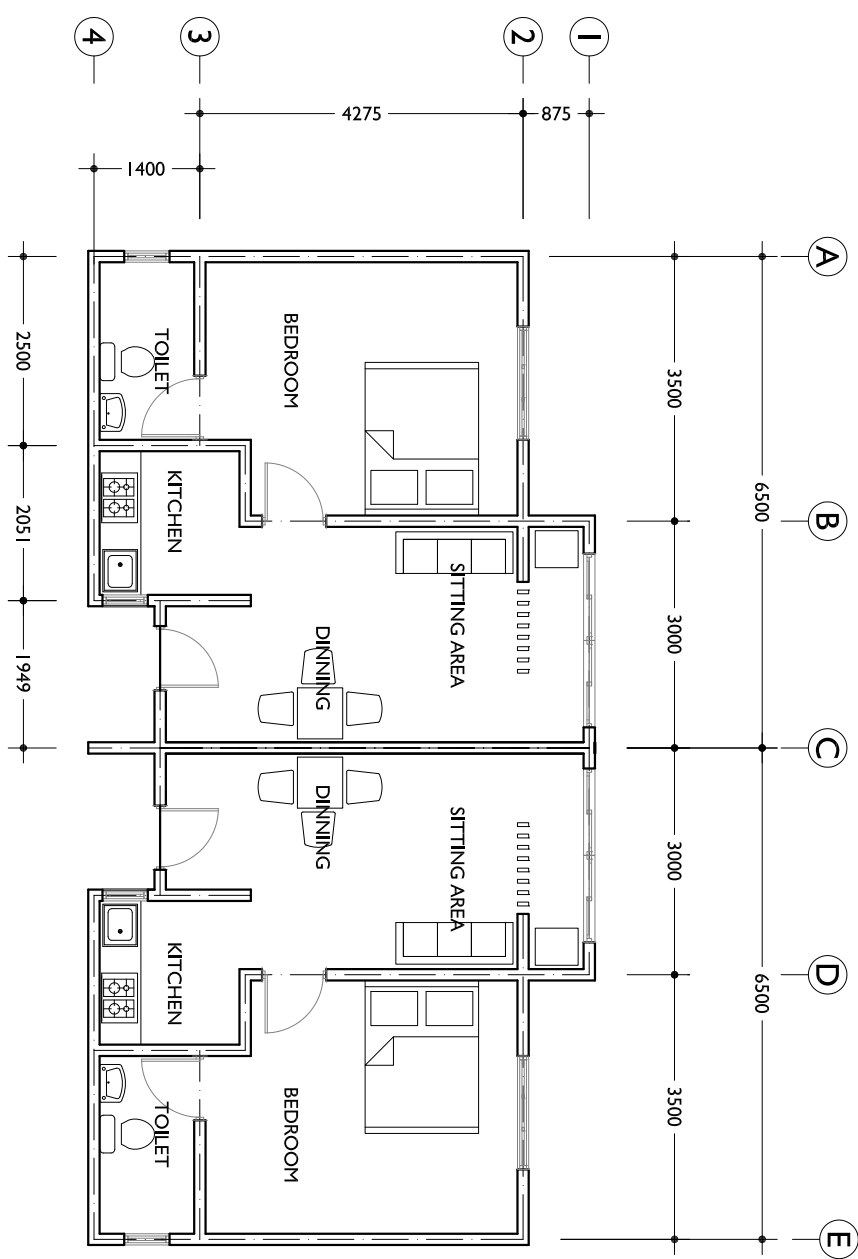 4
3
2
1
4275
875
1400
A
B
C
D
E
6500
6500
3500
3000
3000
3500
2500
2051
1949
TOILET
BEDROOM
KITCHEN
SITTING AREA
DINNING
DINNING
SITTING AREA
KITCHEN
TOILET
BEDROOM